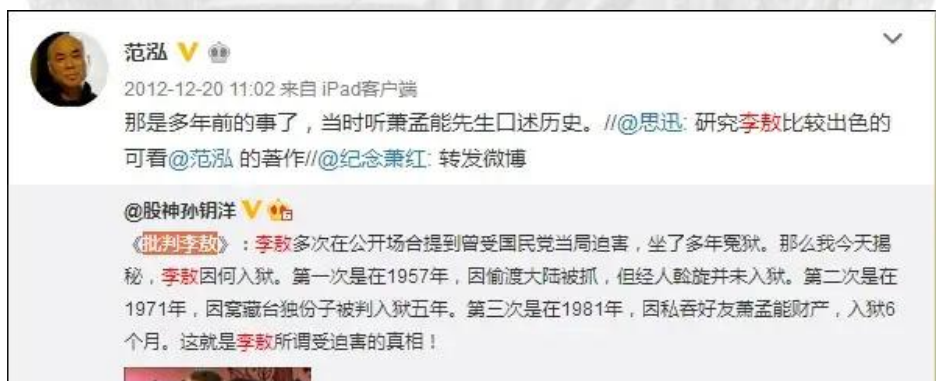 范泓
2012-12-20 11:02 来自 iPad客户端
那是多年前的事了，当时听萧孟能先生口述历史。//@思迅: 研究李敖比较出色的
可看@范泓 的著作//@纪念萧红: 转发微博
@股神孙钥洋
《批判李敖》：李敖多次在公开场合提到曾受国民党当局迫害，坐了多年冤狱。那么我今天揭
秘，李敖因何入狱。第一次是在1957年，因偷渡大陆被抓，但经人斡旋并未入狱。第二次是在
1971年，因窝藏台独份子被判入狱五年。第三次是在1981年，因私吞好友萧孟能财产，入狱6
个月。这就是李敖所谓受迫害的真相！